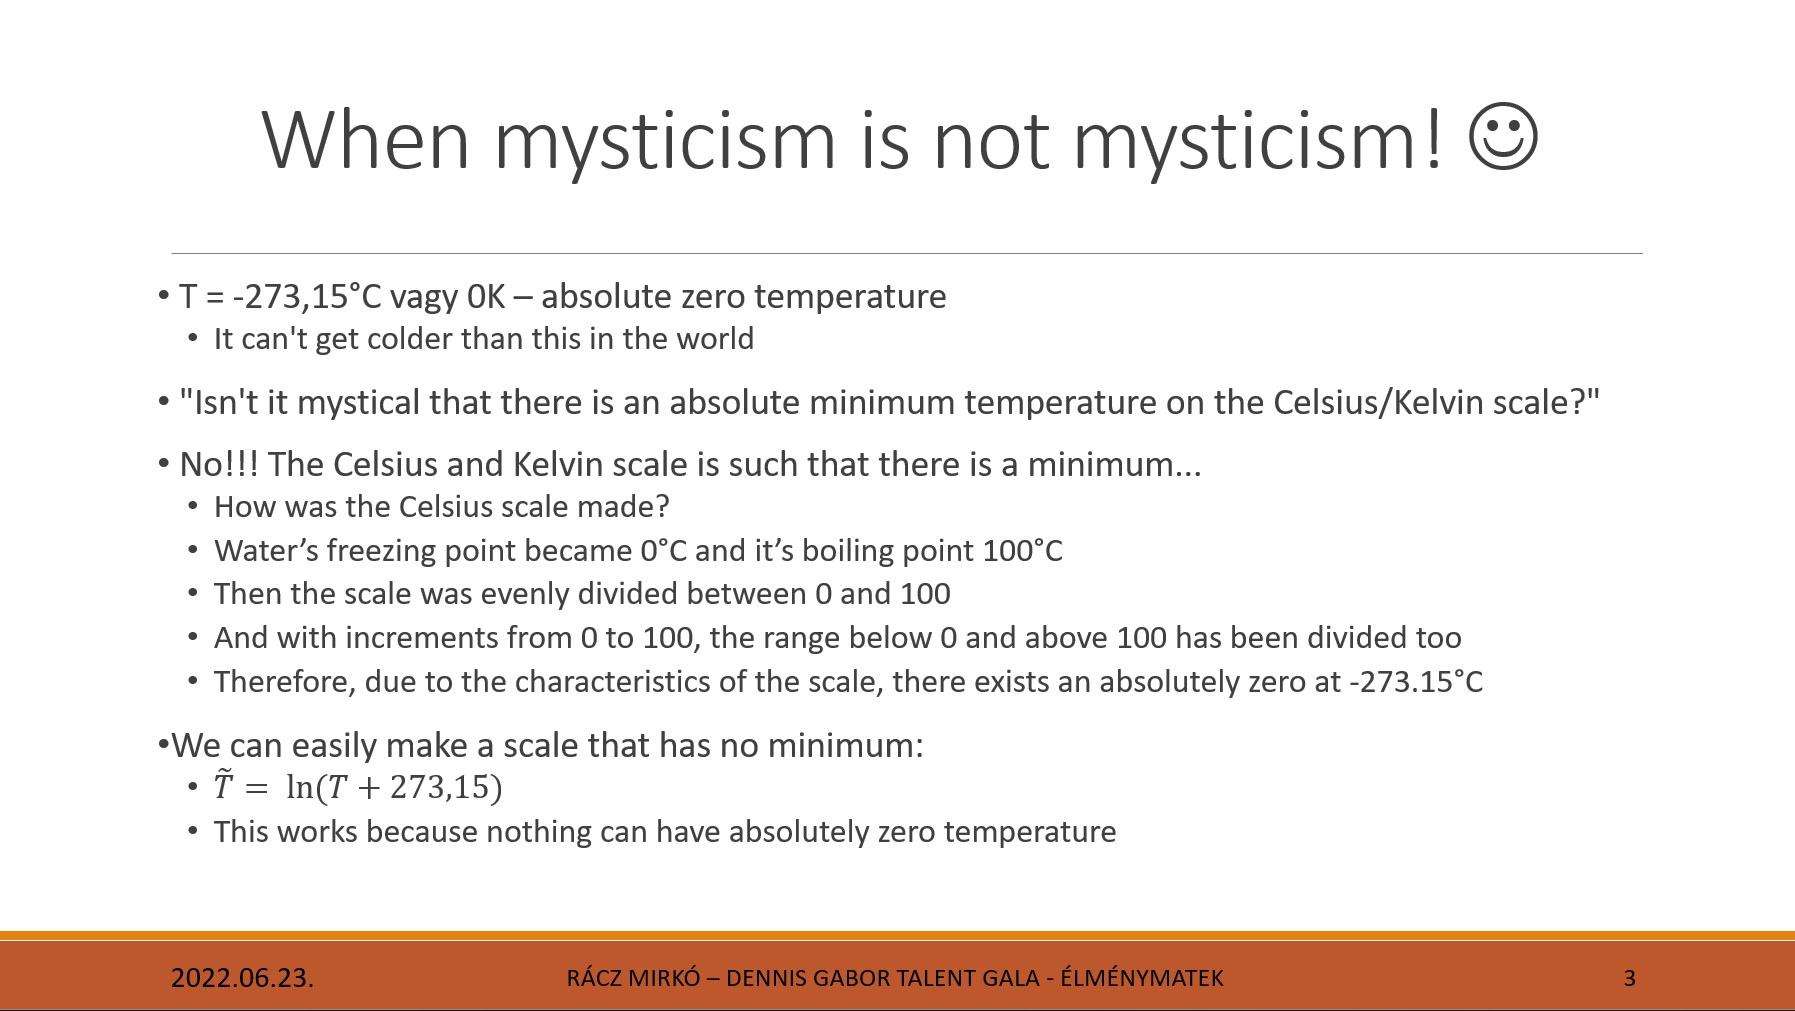 When mysticism is not mysticism! ☺
• T = -273,15°C vagy 0K – absolute zero temperature
• It can't get colder than this in the world
• "Isn't it mystical that there is an absolute minimum temperature on the Celsius/Kelvin scale?"
• No!!! The Celsius and Kelvin scale is such that there is a minimum...
• How was the Celsius scale made?
• Water’s freezing point became 0°C and it’s boiling point 100°C
• Then the scale was evenly divided between 0 and 100
• And with increments from 0 to 100, the range below 0 and above 100 has been divided too
• Therefore, due to the characteristics of the scale, there exists an absolutely zero at -273.15°C
•We can easily make a scale that has no minimum:
• T̃ = ln(T + 273,15)
• This works because nothing can have absolutely zero temperature
2022.06.23. RÁCZ MIRKÓ – DENNIS GABOR TALENT GALA - ÉLMÉNYMATEK 3